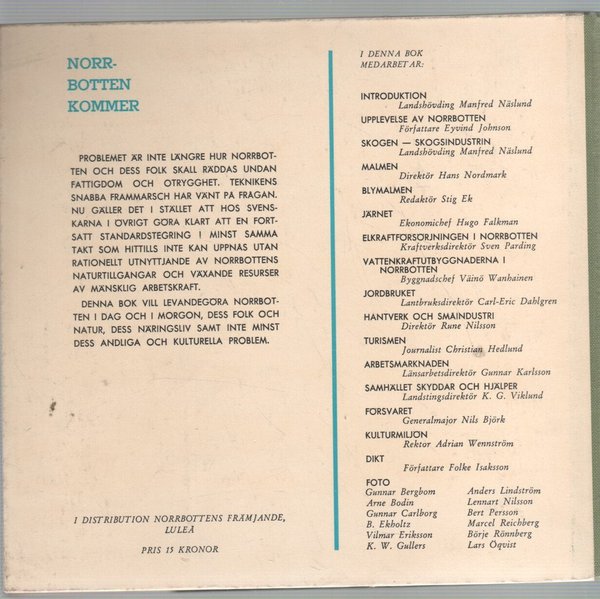 NORR-
BOTTEN
KOMMER
PROBLEMET ÄR INTE LÄNGRE HUR NORRBOT-
TEN OCH DESS FOLK SKALL RÄDDAS UNDAN
FATTIGDOM OCH OTRYGGHET. TEKNIKENS
SNABBA FRAMMARSCH HAR VÄNT PÅ FRÅGAN.
NU GÄLLER DET I STÄLLET ATT HOS SVENS-
KARNA I ÖVRIGT GÖRA KLART ATT EN FORT-
SATT STANDARDSTEGRING I MINST SAMMA
TAKT SOM HITTILLS INTE KAN UPPNÅS UTAN
RATIONELLT UTNYTTJANDE AV NORRBOTTENS
NATURTILLGÅNGAR OCH VÄXANDE RESURSER
AV MÄNSKLIG ARBETSKRAFT.
DENNA BOK VILL LEVANDEGÖRA NORRBOT-
TEN I DAG OCH I MORGON, DESS FOLK OCH
NATUR, DESS NÄRINGSLIV SAMT INTE MINST
DESS ANDLIGA OCH KULTURELLA PROBLEM.
I DISTRIBUTION NORRBOTTENS FRÄMJANDE,
LULEÅ
PRIS 15 KRONOR
I DENNA BOK
MEDARBETAR:
INTRODUKTION
Landshövding Manfred Näslund
UPPLEVELSE AV NORRBOTTEN
Författare Eyvind Johnson
SKOGEN — SKOGSINDUSTRIN
Landshövding Manfred Näslund
MALMEN
Direktör Hans Nordmark
BLYMALMEN
Redaktör Stig Ek
JÄRNET
Ekonomichef Hugo Falkman
ELKRAFTFÖRSÖRJNINGEN I NORRBOTTEN
Kraftverksdirektör Sven Parding
VATTENKRAFTUTBYGGNADERNA I
NORRBOTTEN
Byggnadschef Väinö Wanhainen
JORDBRUKET
Lantbruksdirektör Carl-Eric Dahlgren
HANTVERK OCH SMÅINDUSTRI
Direktör Rune Nilsson
TURISMEN
Journalist Christian Hedlund
ARBETSMARKNADEN
Länsarbetsdirektör Gunnar Karlsson
SAMHÄLLET SKYDDAR OCH HJÄLPER
Landstingsdirektör K. G. Viklund
FÖRSVARET
Generalmajor Nils Björk
KULTURMILJÖN
Rektor Adrian Wennström
DIKT
Författare Folke Isaksson
FOTO
Gunnar Bergbom
Arne Bodin
Gunnar Carlborg
B. Ekholtz
Vilmar Eriksson
K. W. Gullers
Anders Lindström
Lennart Nilsson
Bert Persson
Marcel Reichberg
Börje Rönnberg
Lars Öqvist